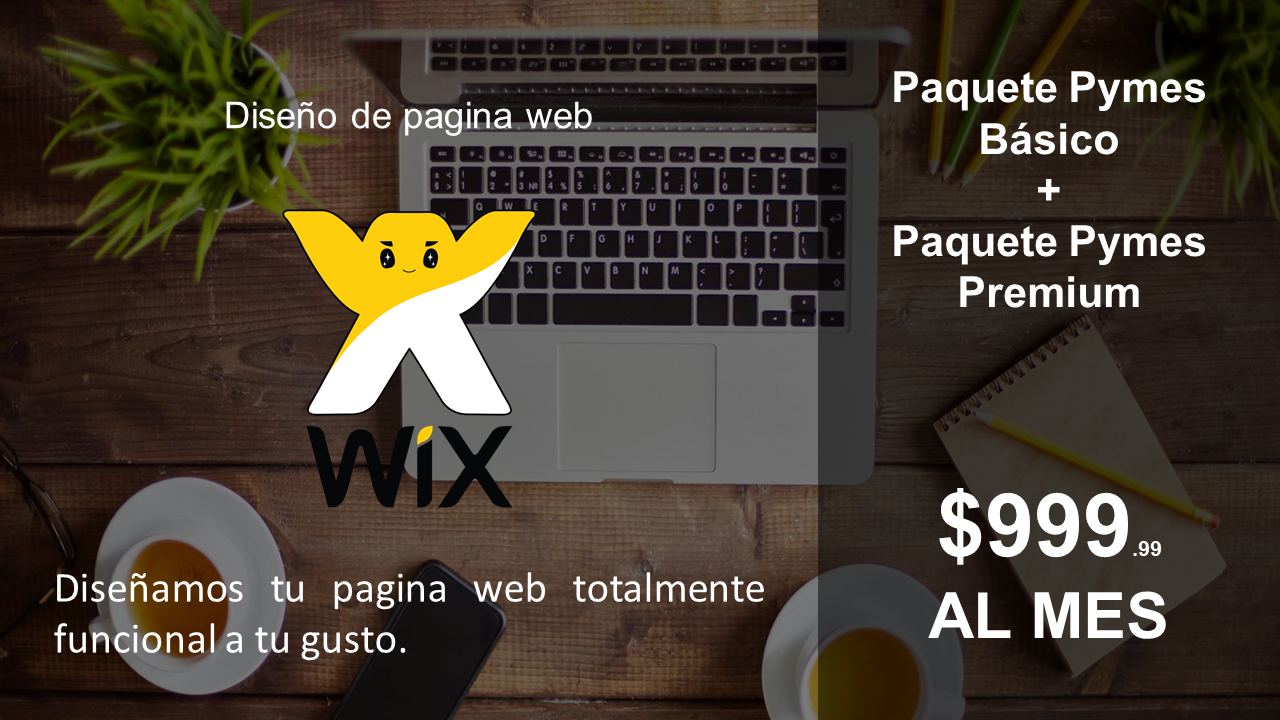 Diseño de pagina web
WiX
Diseñamos tu pagina web totalmente
funcional a tu gusto.
Paquete Pymes
Básico
+
Paquete Pymes
Premium
$999.99
AL MES